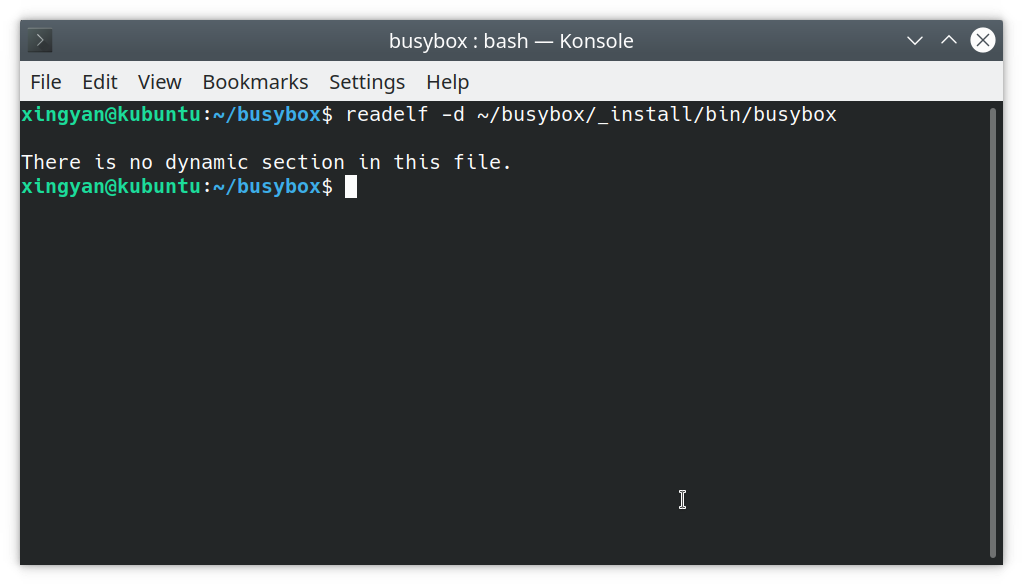 busybox : bash — Konsole
File Edit View Bookmarks Settings Help
xingyan@kubuntu:~/busybox$ readelf -d ~/busybox/_install/bin/busybox
There is no dynamic section in this file.
xingyan@kubuntu:~/busybox$